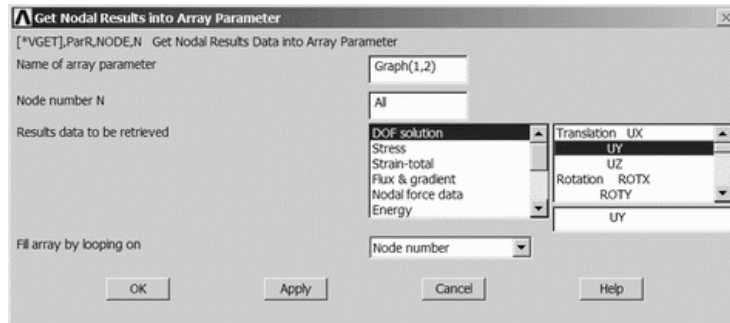 Get Nodal Results into Array Parameter
[*VGET],ParR,NODE,N Get Nodal Results Data into Array Parameter
Name of array parameter
Graph(1,2)
Node number N
All
Results data to be retrieved
DOF solution
Stress
Strain-total
Flux & gradient
Nodal force data
Energy
Translation UX
UY
UZ
Rotation ROTX
ROTY
UY
Fill array by looping on
Node number
OK Apply Cancel Help